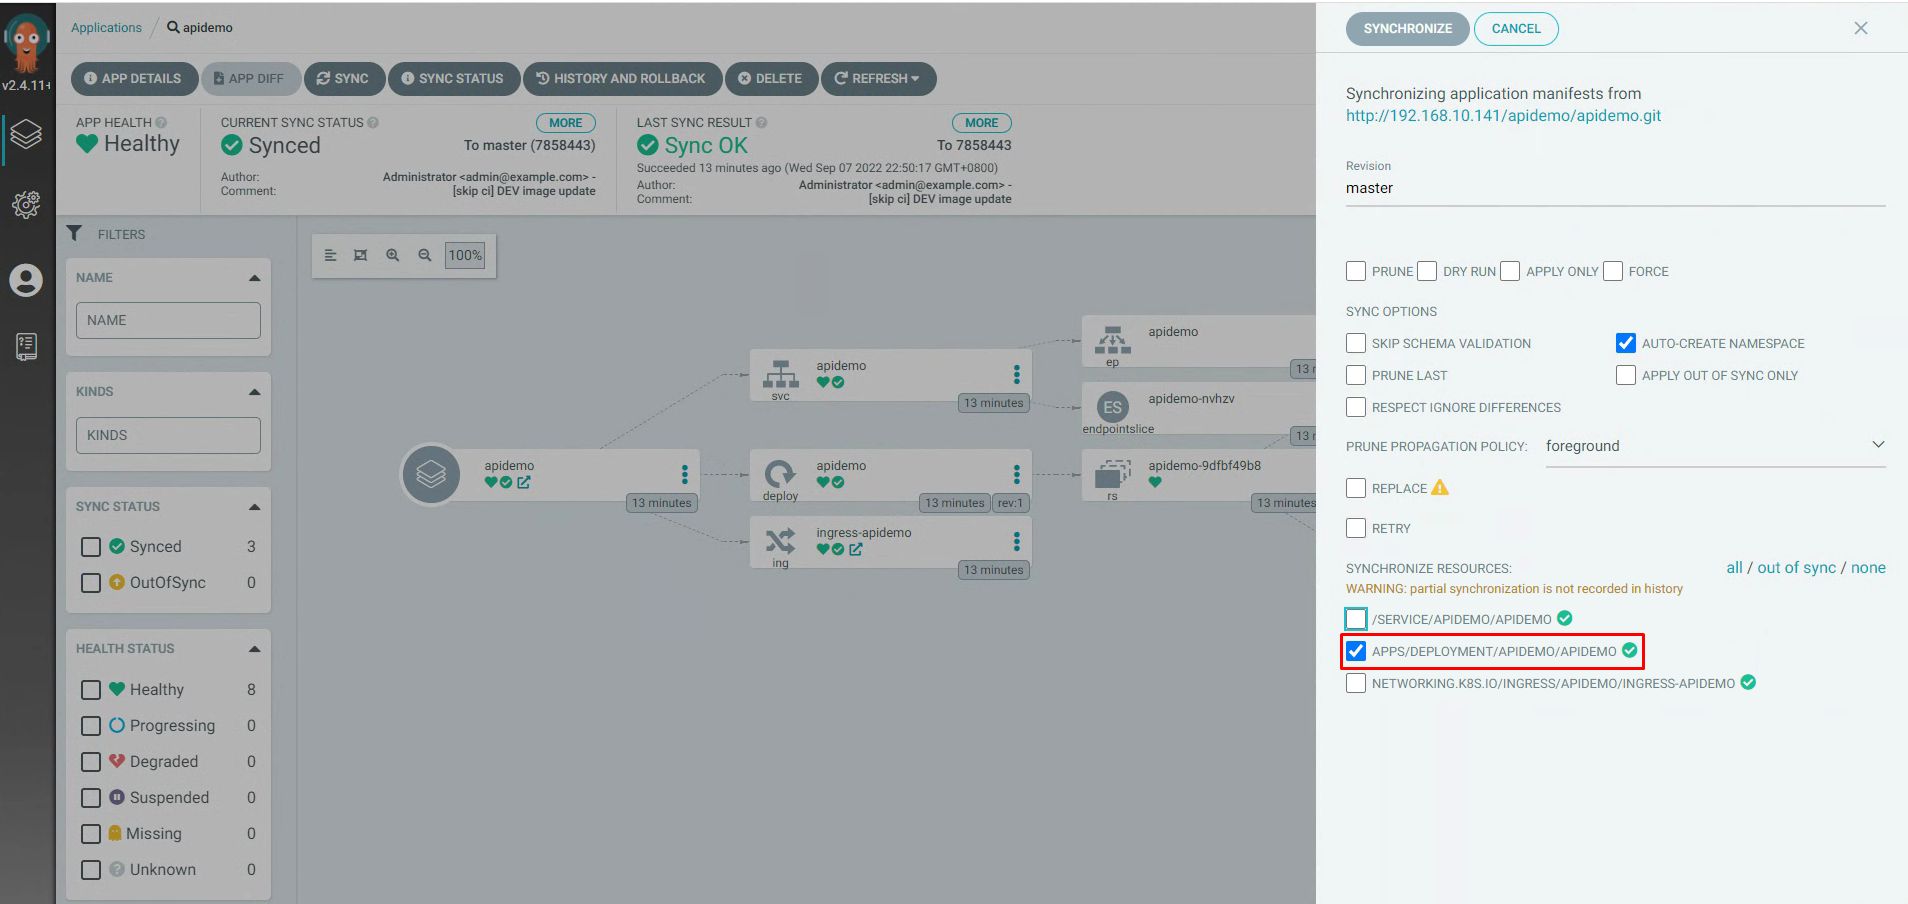 v2.4.11+
Applications / apidemo
APP DETAILS
APP DIFF
SYNC
SYNC STATUS
HISTORY AND ROLLBACK
DELETE
REFRESH
APP HEALTH
Healthy
CURRENT SYNC STATUS
MORE
Synced
To master (7858443)
Author:
Administrator <admin@example.com> -
Comment:
[skip ci] DEV image update
LAST SYNC RESULT
MORE
Sync OK
To 7858443
Succeeded 13 minutes ago (Wed Sep 07 2022 22:50:17 GMT+0800)
Author:
Administrator <admin@example.com> -
Comment:
[skip ci] DEV image update
FILTERS
NAME
NAME
KINDS
KINDS
SYNC STATUS
Synced 3
OutOfSync 0
HEALTH STATUS
Healthy 8
Progressing 0
Degraded 0
Suspended 0
Missing 0
Unknown 0
100%
apidemo
13 minutes
apidemo
svc
13 minutes
apidemo
deploy
13 minutes
rev:1
ingress-apidemo
ing
13 minutes
apidemo
ep
13
apidemo-nvhzv
ES
endpointslice
13
apidemo-9dfbf49b8
rs
13 minutes
SYNCHRONIZE
CANCEL
Synchronizing application manifests from
http://192.168.10.141/apidemo/apidemo.git
Revision
master
PRUNE
DRY RUN
APPLY ONLY
FORCE
SYNC OPTIONS
SKIP SCHEMA VALIDATION
AUTO-CREATE NAMESPACE
PRUNE LAST
APPLY OUT OF SYNC ONLY
RESPECT IGNORE DIFFERENCES
PRUNE PROPAGATION POLICY: foreground
REPLACE
RETRY
SYNCHRONIZE RESOURCES:
all / out of sync / none
WARNING: partial synchronization is not recorded in history
/SERVICE/APIDEMO/APIDEMO
APPS/DEPLOYMENT/APIDEMO/APIDEMO
NETWORKING.K8S.IO/INGRESS/APIDEMO/INGRESS-APIDEMO